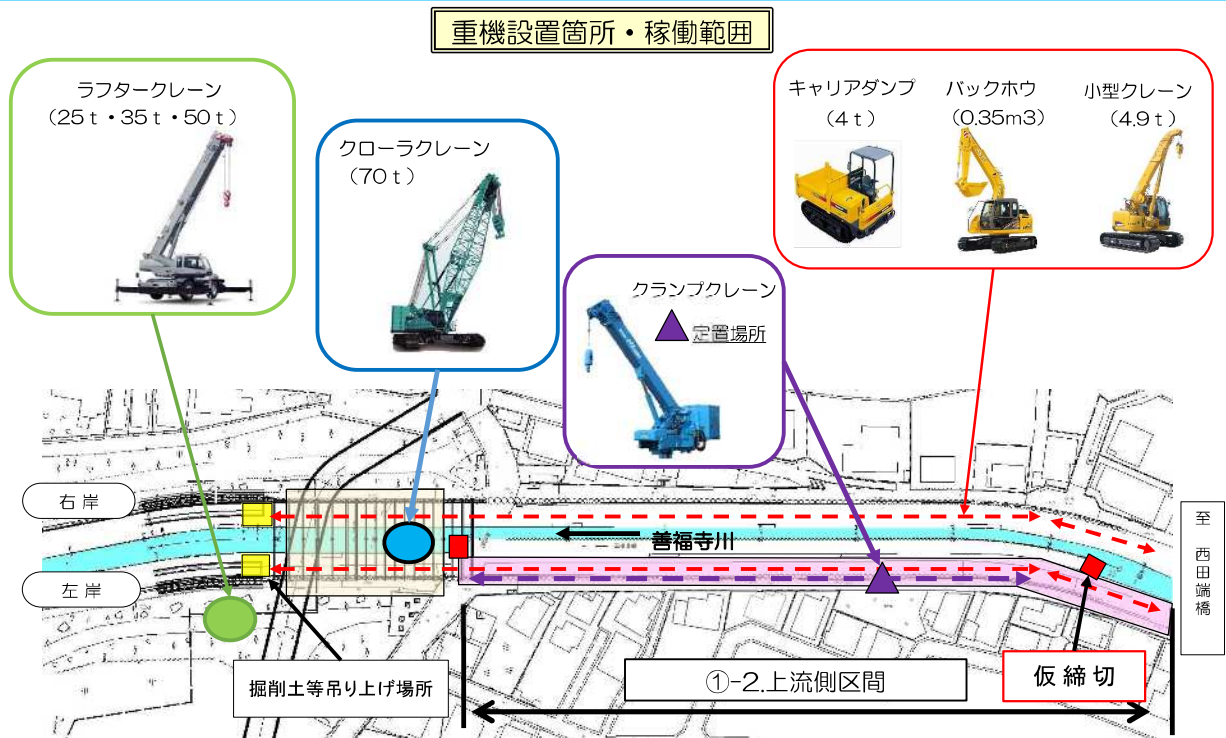 重機設置箇所・稼働範囲
ラフタークレーン
(25t・35t・50t)
クローラクレーン
(70t)
クランプクレーン
定置場所
キャリアダンプ
(4t)
バックホウ
(0.35m3)
小型クレーン
(4.9t)
右岸
左岸
善福寺川
至 西田端橋
掘削土等吊り上げ場所
①-2.上流側区間
仮締切